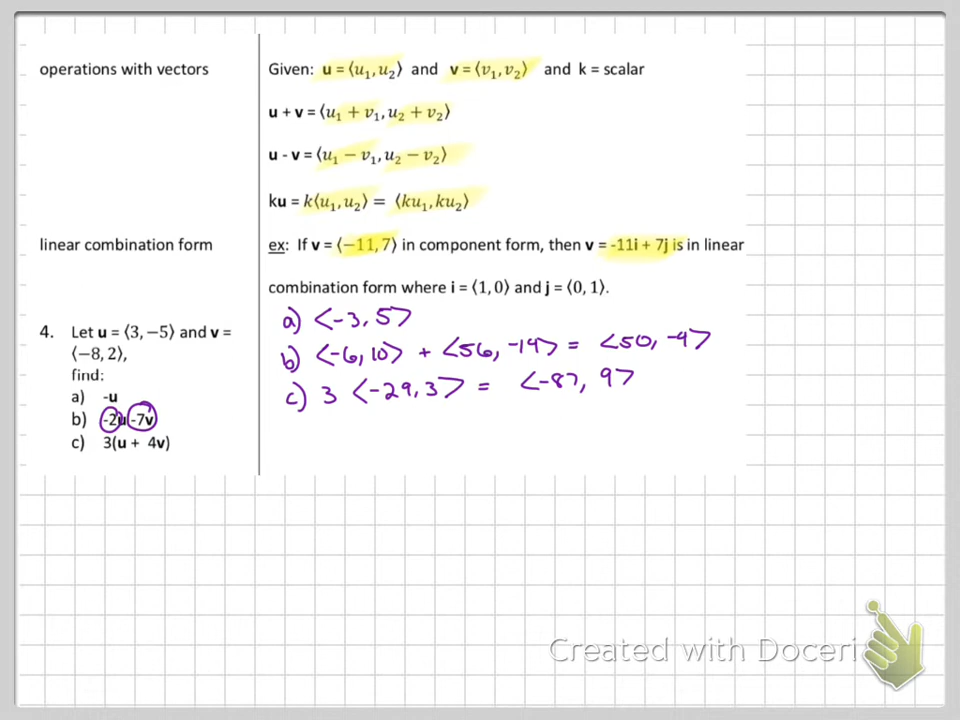 operations with vectors
Given: u = ⟨u₁, u₂⟩ and v = ⟨v₁, v₂⟩ and k = scalar
u + v = ⟨u₁ + v₁, u₂ + v₂⟩
u - v = ⟨u₁ − v₁, u₂ − v₂⟩
ku = k⟨u₁, u₂⟩ = ⟨ku₁, ku₂⟩
linear combination form
ex: If v = ⟨−11, 7⟩ in component form, then v = -11i + 7j is in linear
combination form where i = ⟨1, 0⟩ and j = ⟨0, 1⟩.
4. Let u = ⟨3, −5⟩ and v =
⟨−8, 2⟩,
find:
a) -u
b) -2u -7v
c) 3(u + 4v)
a) <-3, 5>
b) <-6, 10> + <56, -14> = <50, -4>
c) 3 <-29, 3> = <-87, 9>
Created with Doceri